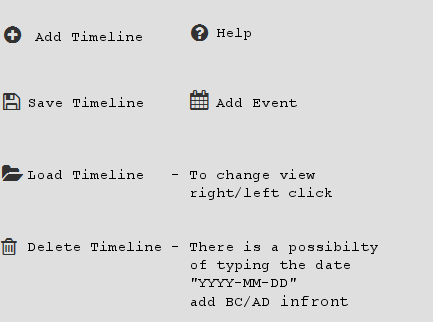 Add Timeline
Help
Save Timeline
Add Event
Load Timeline
- To change view
right/left click
Delete Timeline
- There is a possibilty
of typing the date
"YYYY-MM-DD"
add BC/AD infront